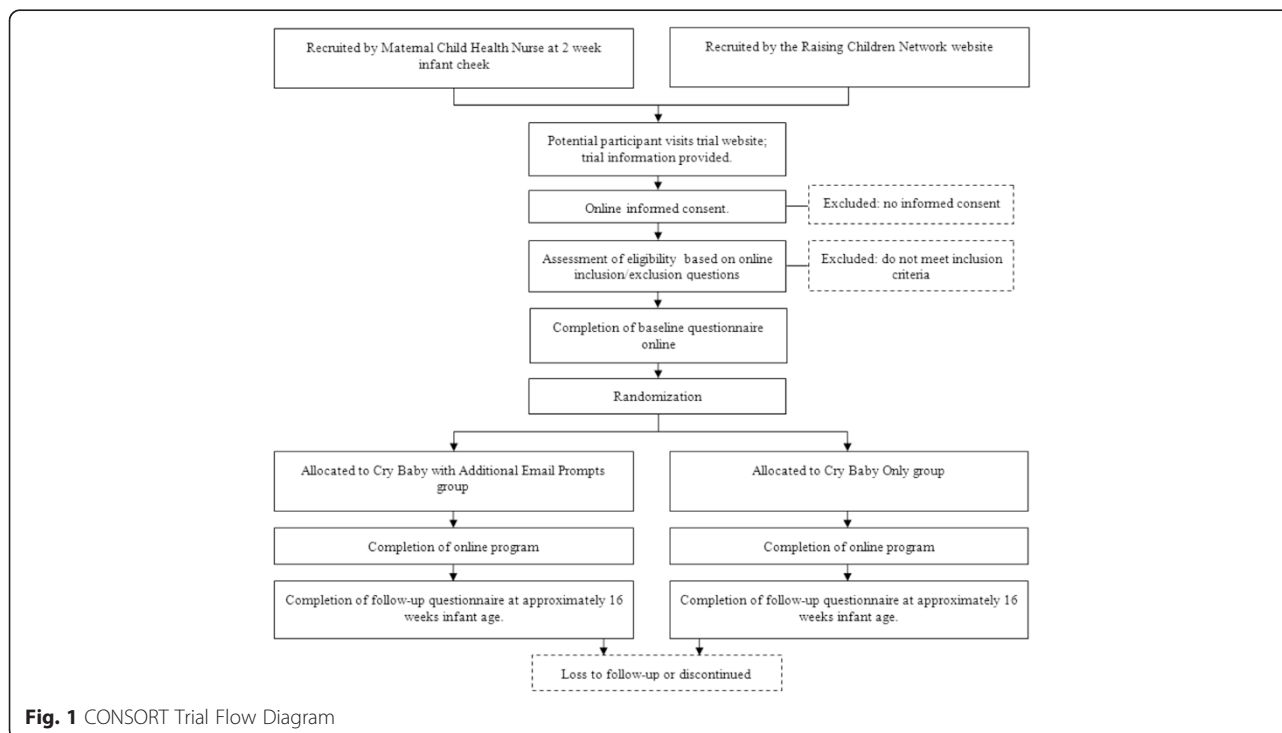 Recruited by Maternal Child Health Nurse at 2 week
infant cheek
Recruited by the Raising Children Network website
Potential participant visits trial website;
trial information provided.
Online informed consent.
Excluded: no informed consent
Assessment of eligibility based on online
inclusion/exclusion questions
Excluded: do not meet inclusion
criteria
Completion of baseline questionnaire
online
Randomization
Allocated to Cry Baby with Additional Email Prompts
group
Allocated to Cry Baby Only group
Completion of online program
Completion of online program
Completion of follow-up questionnaire at approximately 16
weeks infant age.
Completion of follow-up questionnaire at approximately 16
weeks infant age.
Loss to follow-up or discontinued
Fig. 1 CONSORT Trial Flow Diagram